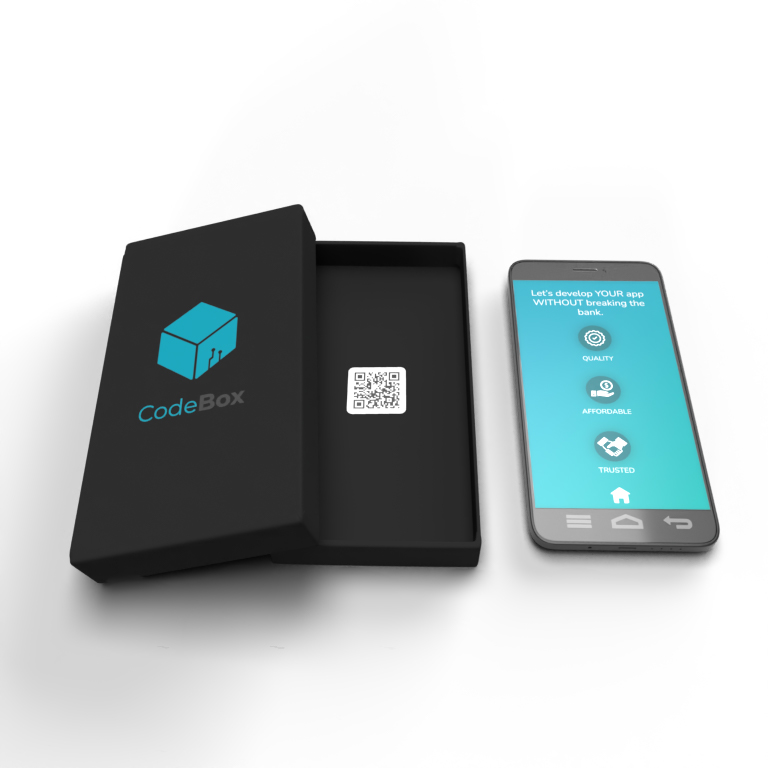 CodeBox
Let's develop YOUR app
WITHOUT breaking the
bank.
QUALITY
AFFORDABLE
TRUSTED